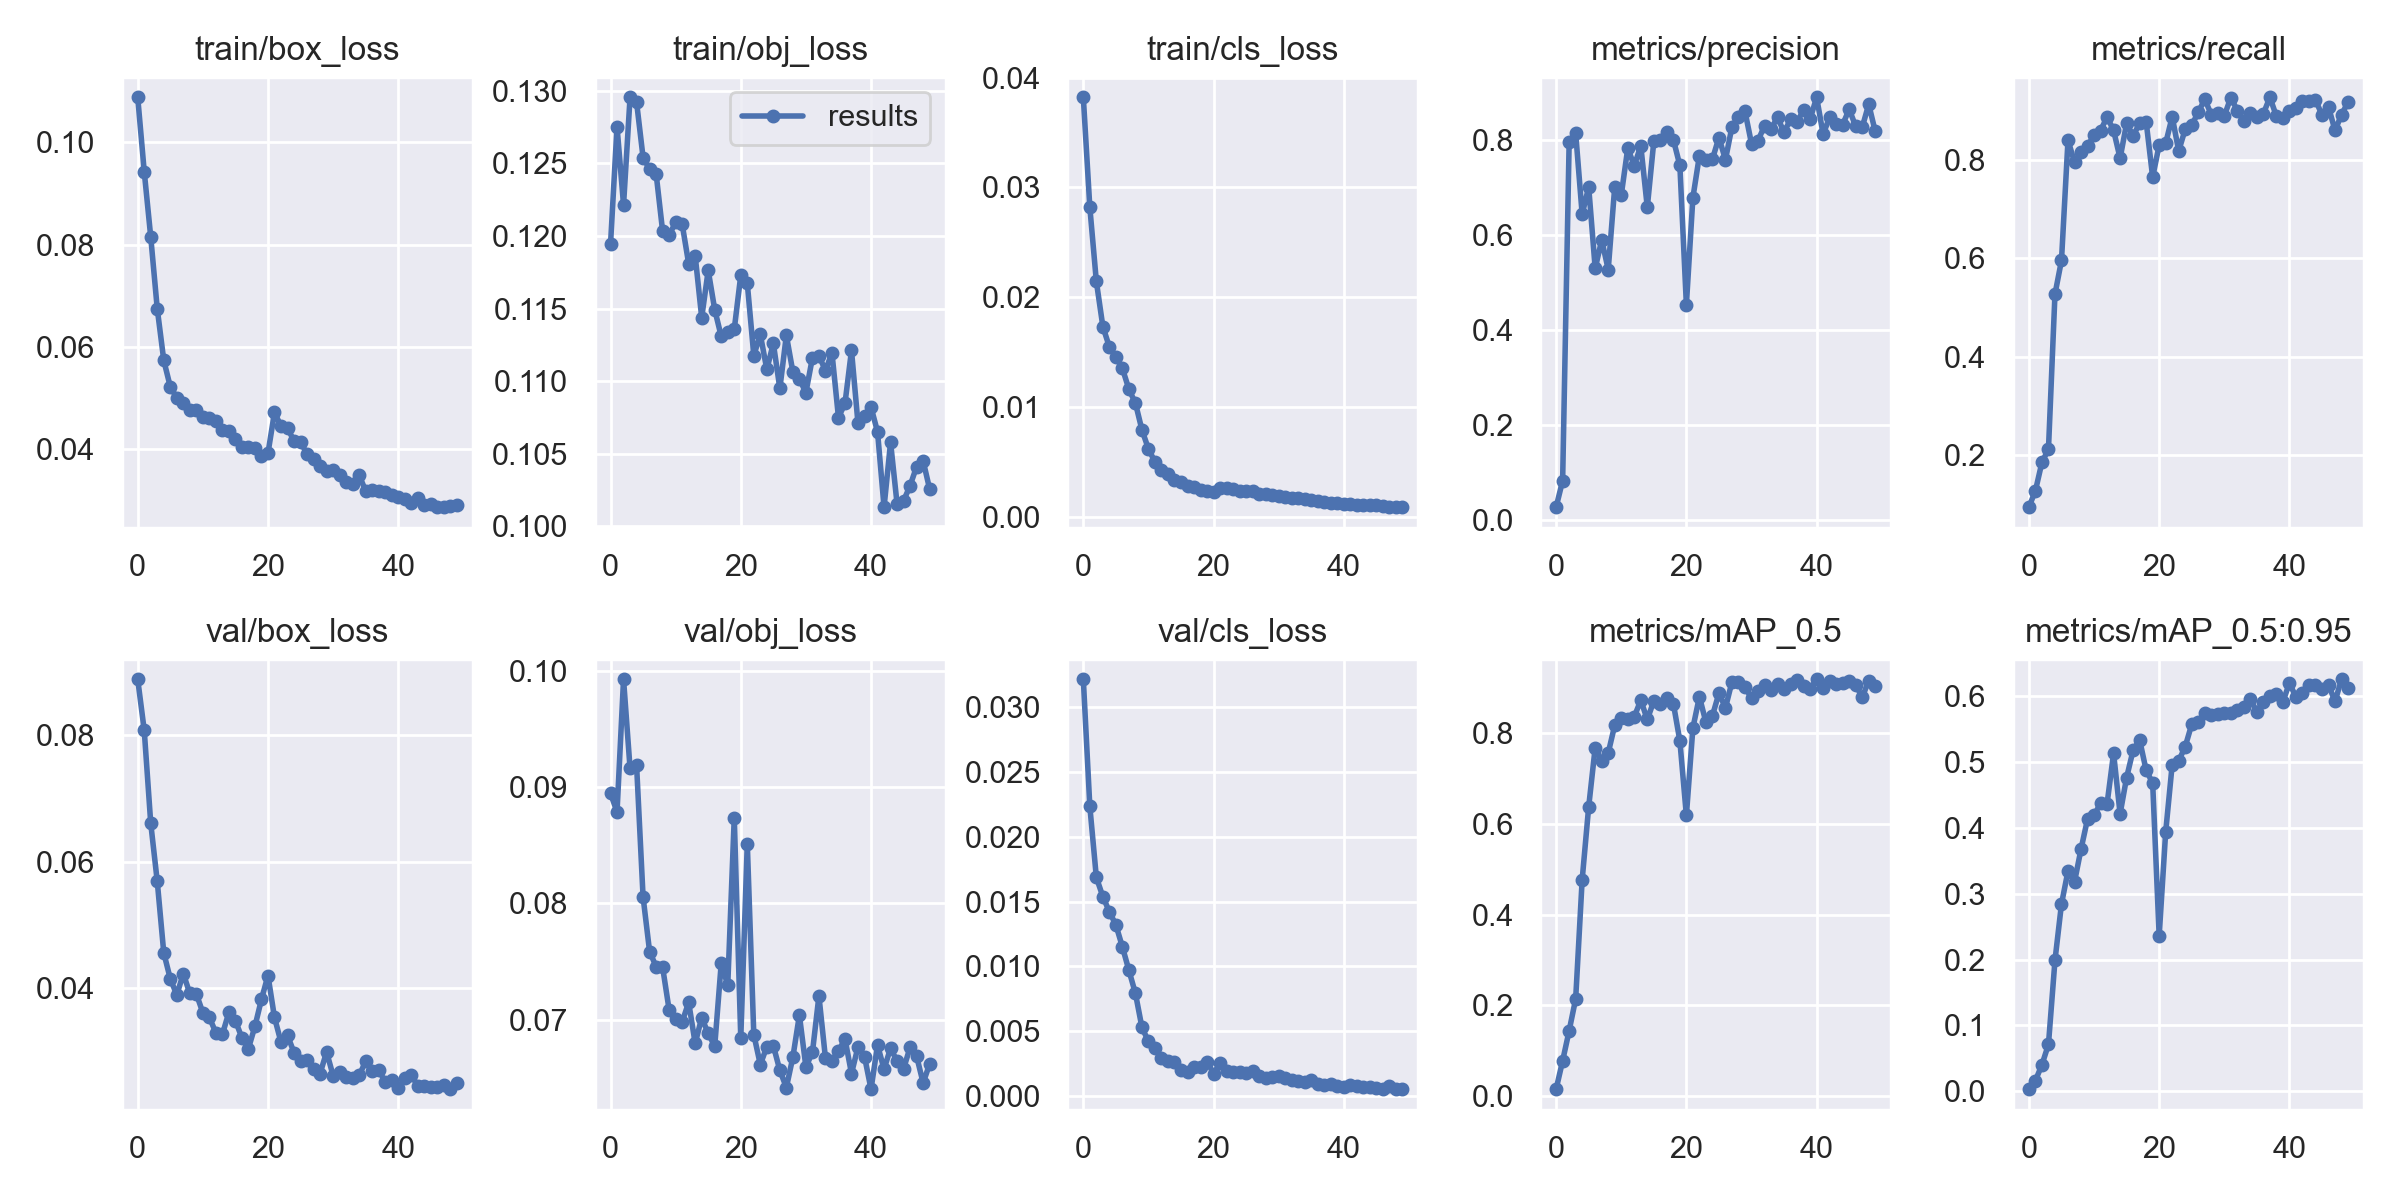 train/box_loss
0.10
0.08
0.06
0.04
0 20 40
train/obj_loss
results
0.130
0.125
0.120
0.115
0.110
0.105
0.100
0 20 40
train/cls_loss
0.04
0.03
0.02
0.01
0.00
0 20 40
metrics/precision
0.8
0.6
0.4
0.2
0.0
0 20 40
metrics/recall
0.8
0.6
0.4
0.2
0 20 40
val/box_loss
0.08
0.06
0.04
0 20 40
val/obj_loss
0.10
0.09
0.08
0.07
0 20 40
val/cls_loss
0.030
0.025
0.020
0.015
0.010
0.005
0.000
0 20 40
metrics/mAP_0.5
0.8
0.6
0.4
0.2
0.0
0 20 40
metrics/mAP_0.5:0.95
0.6
0.5
0.4
0.3
0.2
0.1
0.0
0 20 40